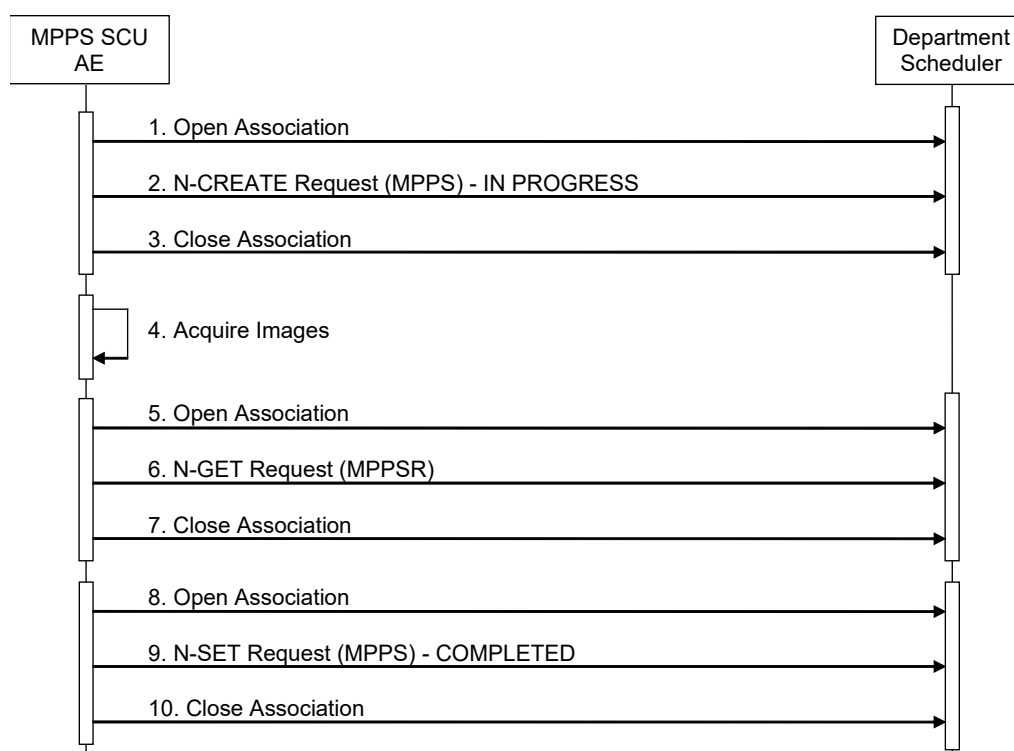 MPPS SCU
AE
Department
Scheduler
1. Open Association
2. N-CREATE Request (MPPS) - IN PROGRESS
3. Close Association
4. Acquire Images
5. Open Association
6. N-GET Request (MPPSR)
7. Close Association
8. Open Association
9. N-SET Request (MPPS) - COMPLETED
10. Close Association